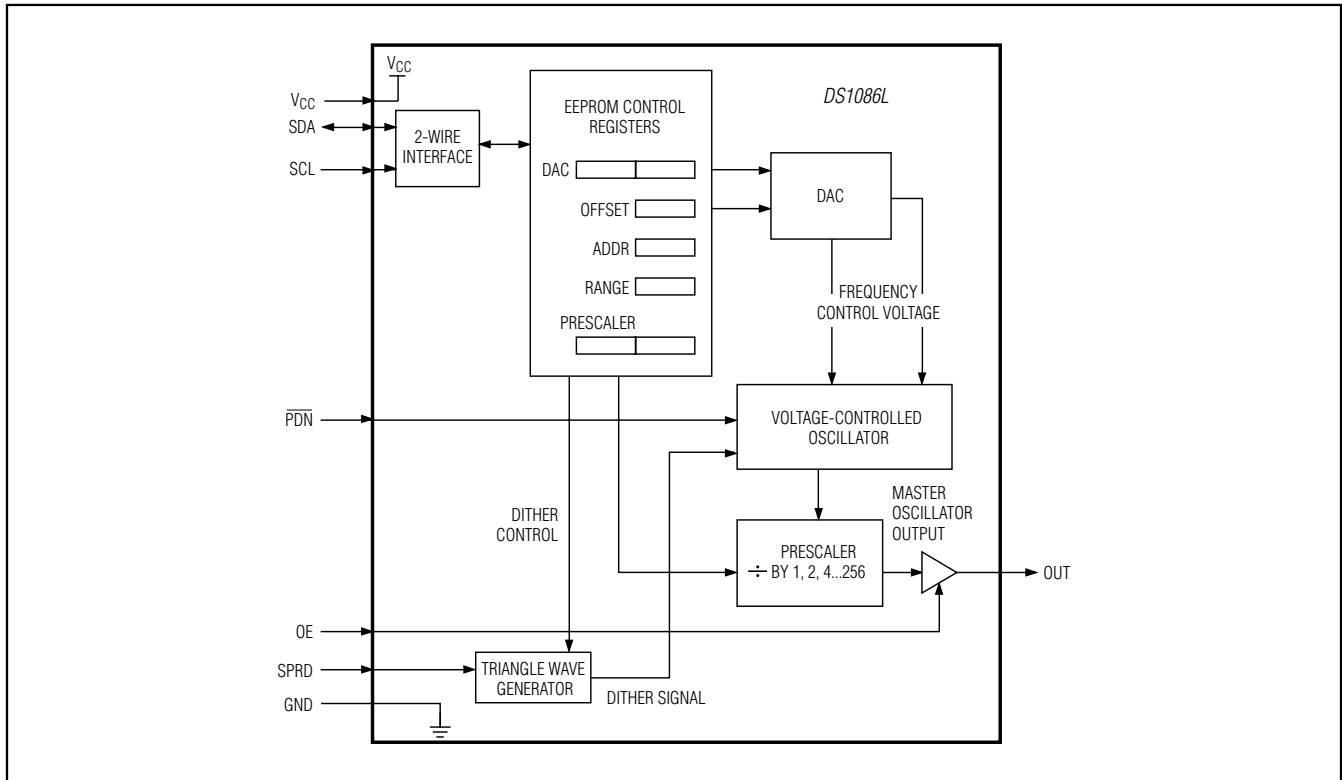 DS1086L
VCC
VCC
SDA
SCL
2-WIRE
INTERFACE
EEPROM CONTROL
REGISTERS
DAC
OFFSET
ADDR
RANGE
PRESCALER
DAC
FREQUENCY
CONTROL VOLTAGE
PDN
VOLTAGE-CONTROLLED
OSCILLATOR
DITHER
CONTROL
MASTER
OSCILLATOR
OUTPUT
PRESCALER
÷ BY 1, 2, 4...256
OUT
OE
SPRD
GND
TRIANGLE WAVE
GENERATOR
DITHER SIGNAL